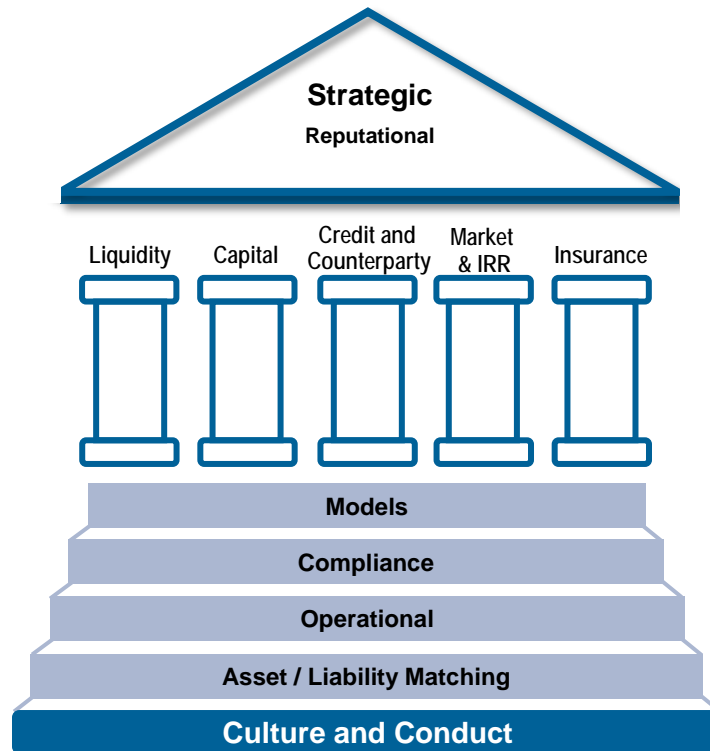 Strategic
Reputational
Liquidity
Capital
Credit and
Counterparty
Market
& IRR
Insurance
Models
Compliance
Operational
Asset / Liability Matching
Culture and Conduct